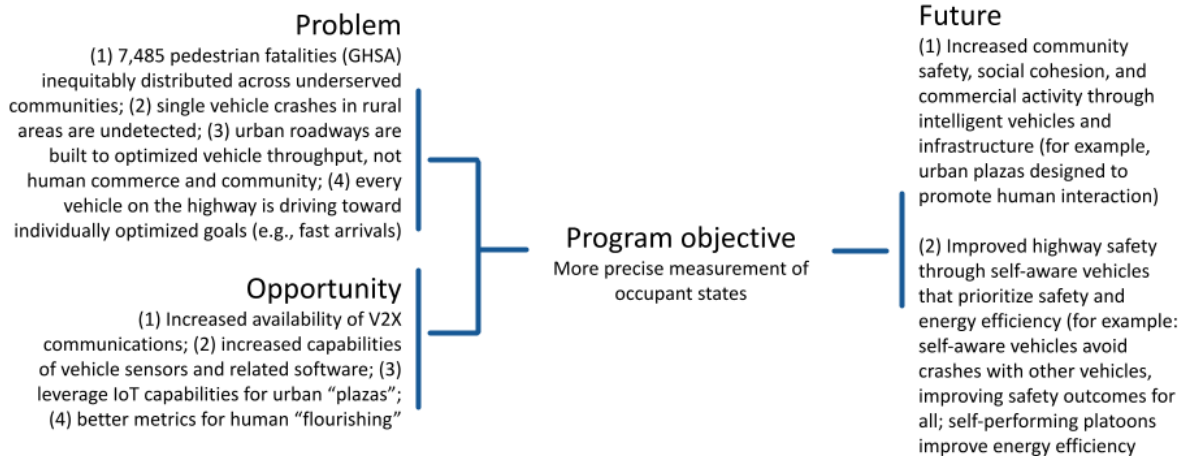 Problem
(1) 7,485 pedestrian fatalities (GHSA)
inequitably distributed across underserved
communities; (2) single vehicle crashes in rural
areas are undetected; (3) urban roadways are
built to optimized vehicle throughput, not
human commerce and community; (4) every
vehicle on the highway is driving toward
individually optimized goals (e.g., fast arrivals)
Opportunity
(1) Increased availability of V2X
communications; (2) increased capabilities
of vehicle sensors and related software; (3)
leverage IoT capabilities for urban “plazas”;
(4) better metrics for human “flourishing”
Program objective
More precise measurement of
occupant states
Future
(1) Increased community
safety, social cohesion, and
commercial activity through
intelligent vehicles and
infrastructure (for example,
urban plazas designed to
promote human interaction)
(2) Improved highway safety
through self-aware vehicles
that prioritize safety and
energy efficiency (for example:
self-aware vehicles avoid
crashes with other vehicles,
improving safety outcomes for
all; self-performing platoons
improve energy efficiency